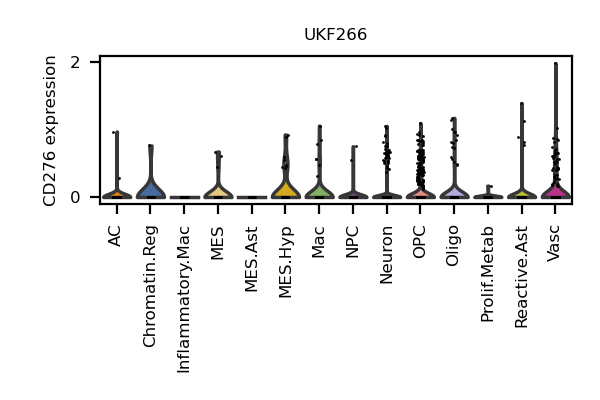 UKF266
CD276 expression
2
0
AC
Chromatin.Reg
Inflammatory.Mac
MES
MES.Ast
MES.Hyp
Mac
NPC
Neuron
OPC
Oligo
Prolif.Metab
Reactive.Ast
Vasc